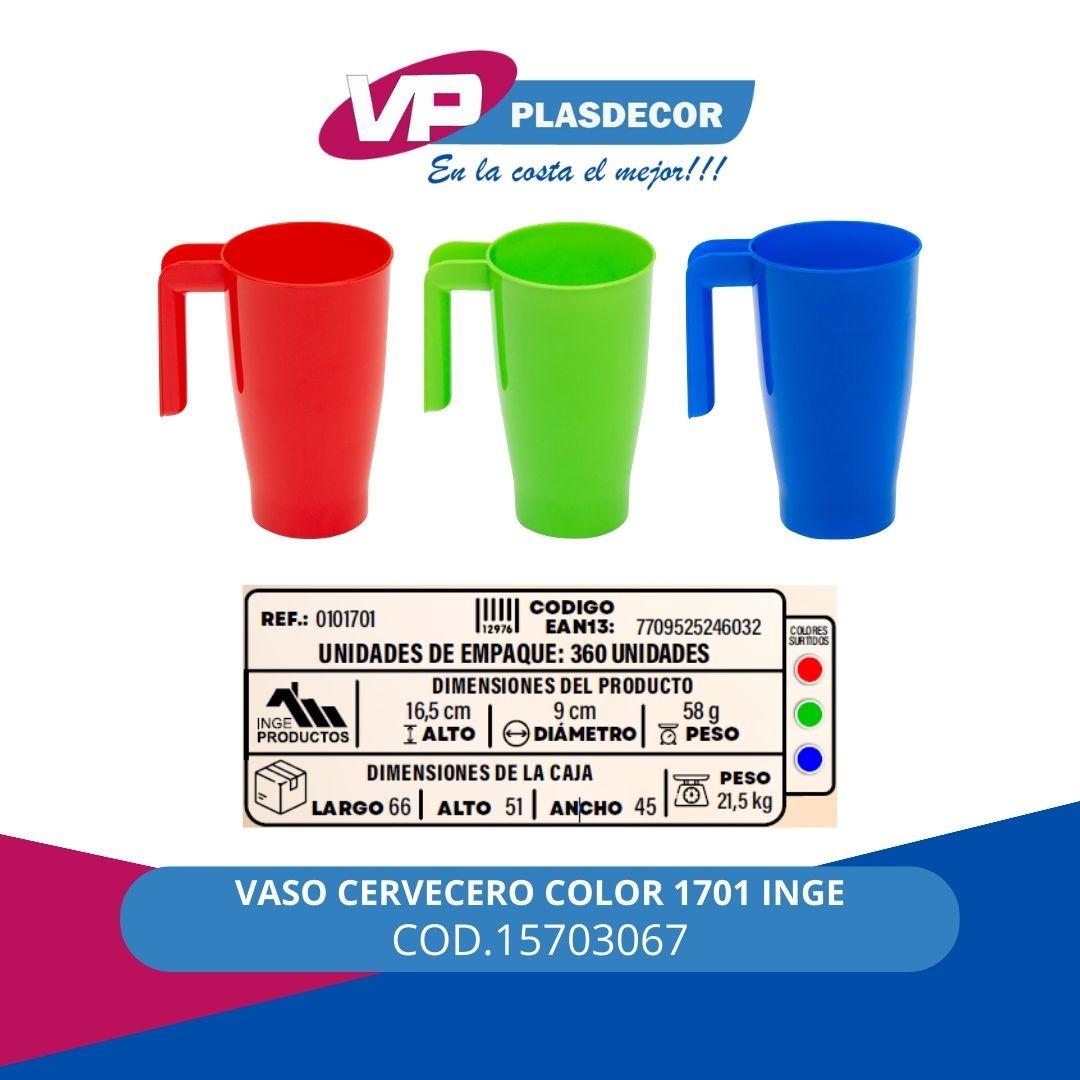 VP PLASDECOR
En la costa el mejor!!!
REF.: 0101701
12976
CODIGO
EAN13: 7709525246032
UNIDADES DE EMPAQUE: 360 UNIDADES
COLORES
SURTIDOS
INGE
PRODUCTOS
DIMENSIONES DEL PRODUCTO
16,5 cm 9 cm 58 g
ALTO DIÁMETRO PESO
DIMENSIONES DE LA CAJA
LARGO 66 ALTO 51 ANCHO 45
PESO
21,5 kg
VASO CERVECERO COLOR 1701 INGE
COD.15703067